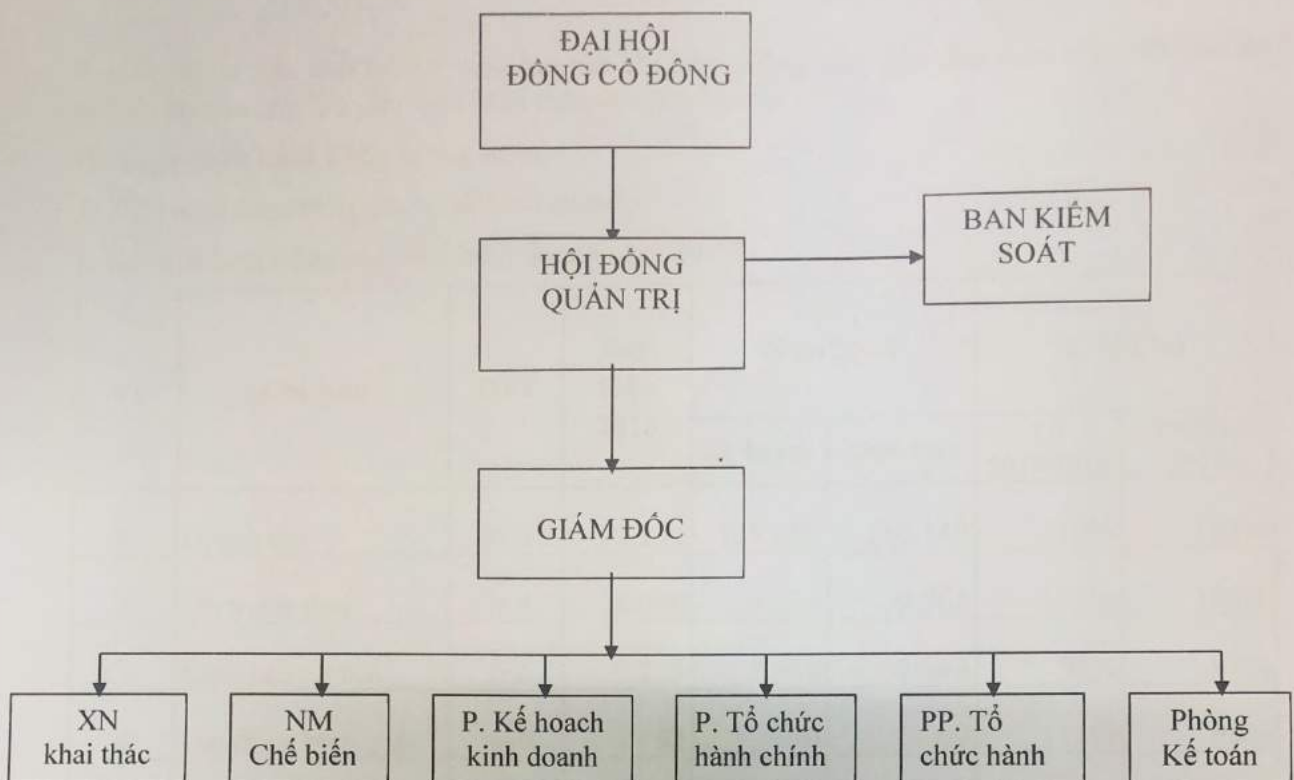 ĐẠI HỘI
ĐỒNG CỔ ĐÔNG
BAN KIỂM
SOÁT
HỘI ĐỒNG
QUẢN TRỊ
GIÁM ĐỐC
XN
khai thác
NM
Chế biến
P. Kế hoach
kinh doanh
P. Tổ chức
hành chính
PP. Tổ
chức hành
Phòng
Kế toán